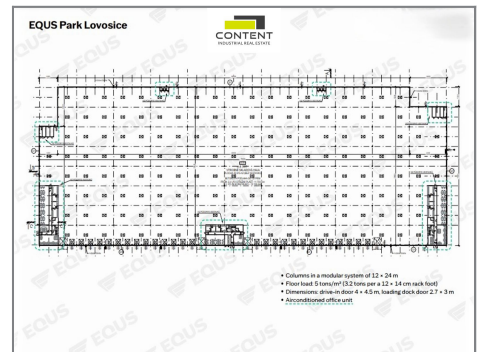 EQUS Park Lovosice
CONTENT
INDUSTRIAL REAL ESTATE
• Columns in a modular system of 12 × 24 m
• Floor load: 5 tons/m² (3.2 tons per a 12 × 14 cm rack foot)
• Dimensions: drive-in door 4 × 4.5 m, loading dock door 2.7 × 3 m
• Airconditioned office unit
EQUS